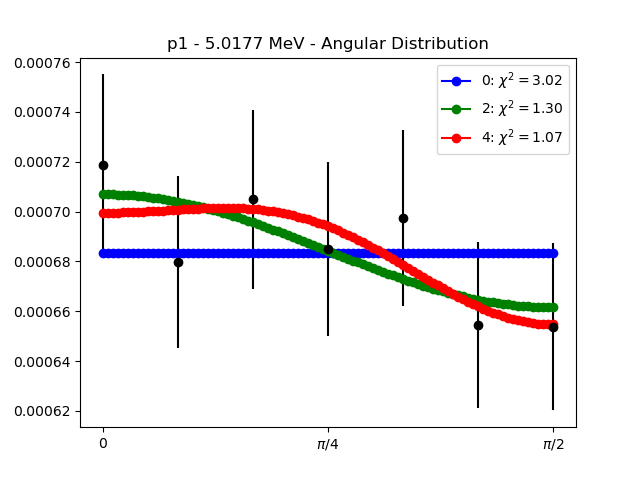 p1 - 5.0177 MeV - Angular Distribution
0.00076
0.00074
0.00072
0.00070
0.00068
0.00066
0.00064
0.00062
0: χ² = 3.02
2: χ² = 1.30
4: χ² = 1.07
0
π/4
π/2